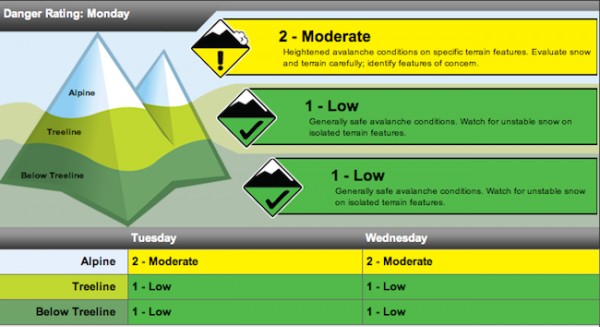 Danger Rating: Monday
2 - Moderate
Heightened avalanche conditions on specific terrain features. Evaluate snow
and terrain carefully; identify features of concern.
Alpine
1 - Low
Generally safe avalanche conditions. Watch for unstable snow on
isolated terrain features.
Treeline
1 - Low
Generally safe avalanche conditions. Watch for unstable snow
on isolated terrain features.
Below Treeline
Tuesday Wednesday
Alpine 2 - Moderate 2 - Moderate
Treeline 1 - Low 1 - Low
Below Treeline 1 - Low 1 - Low